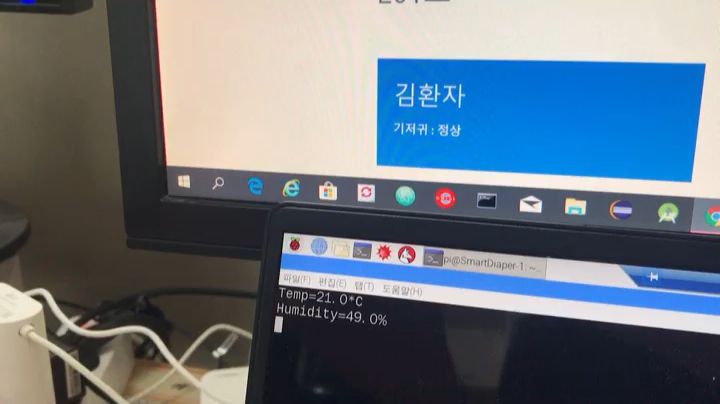 김환자
기저귀 : 정상
pi@SmartDiaper-1: ~
파일(F) 편집(E) 탭(T) 도움말(H)
Temp=21.0*C
Humidity=49.0%